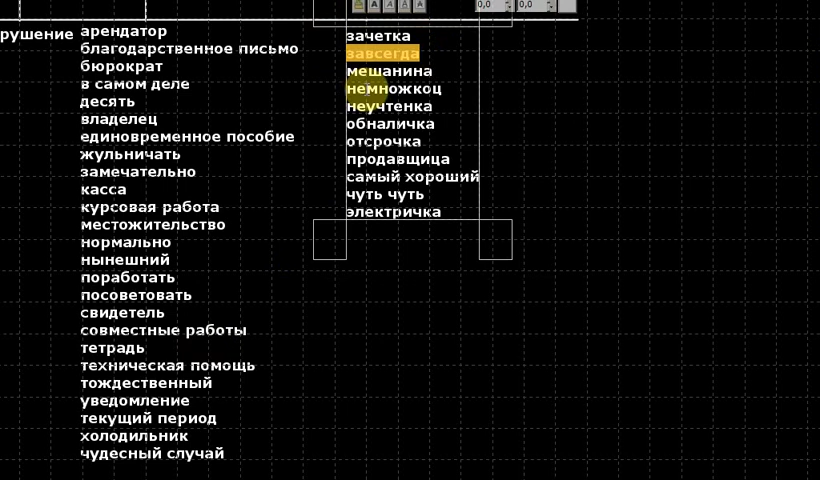 рушение
арендатор
благодарственное письмо
бюрократ
в самом деле
десять
владелец
единовременное пособие
жульничать
замечательно
касса
курсовая работа
местожительство
нормально
нынешний
поработать
посоветовать
свидетель
совместные работы
тетрадь
техническая помощь
тождественный
уведомление
текущий период
холодильник
чудесный случай
зачетка
завсегда
мешанина
немножкоц
неучтенка
обналичка
отсрочка
продавщица
самый хороший
чуть чуть
электричка
0,0
0,0